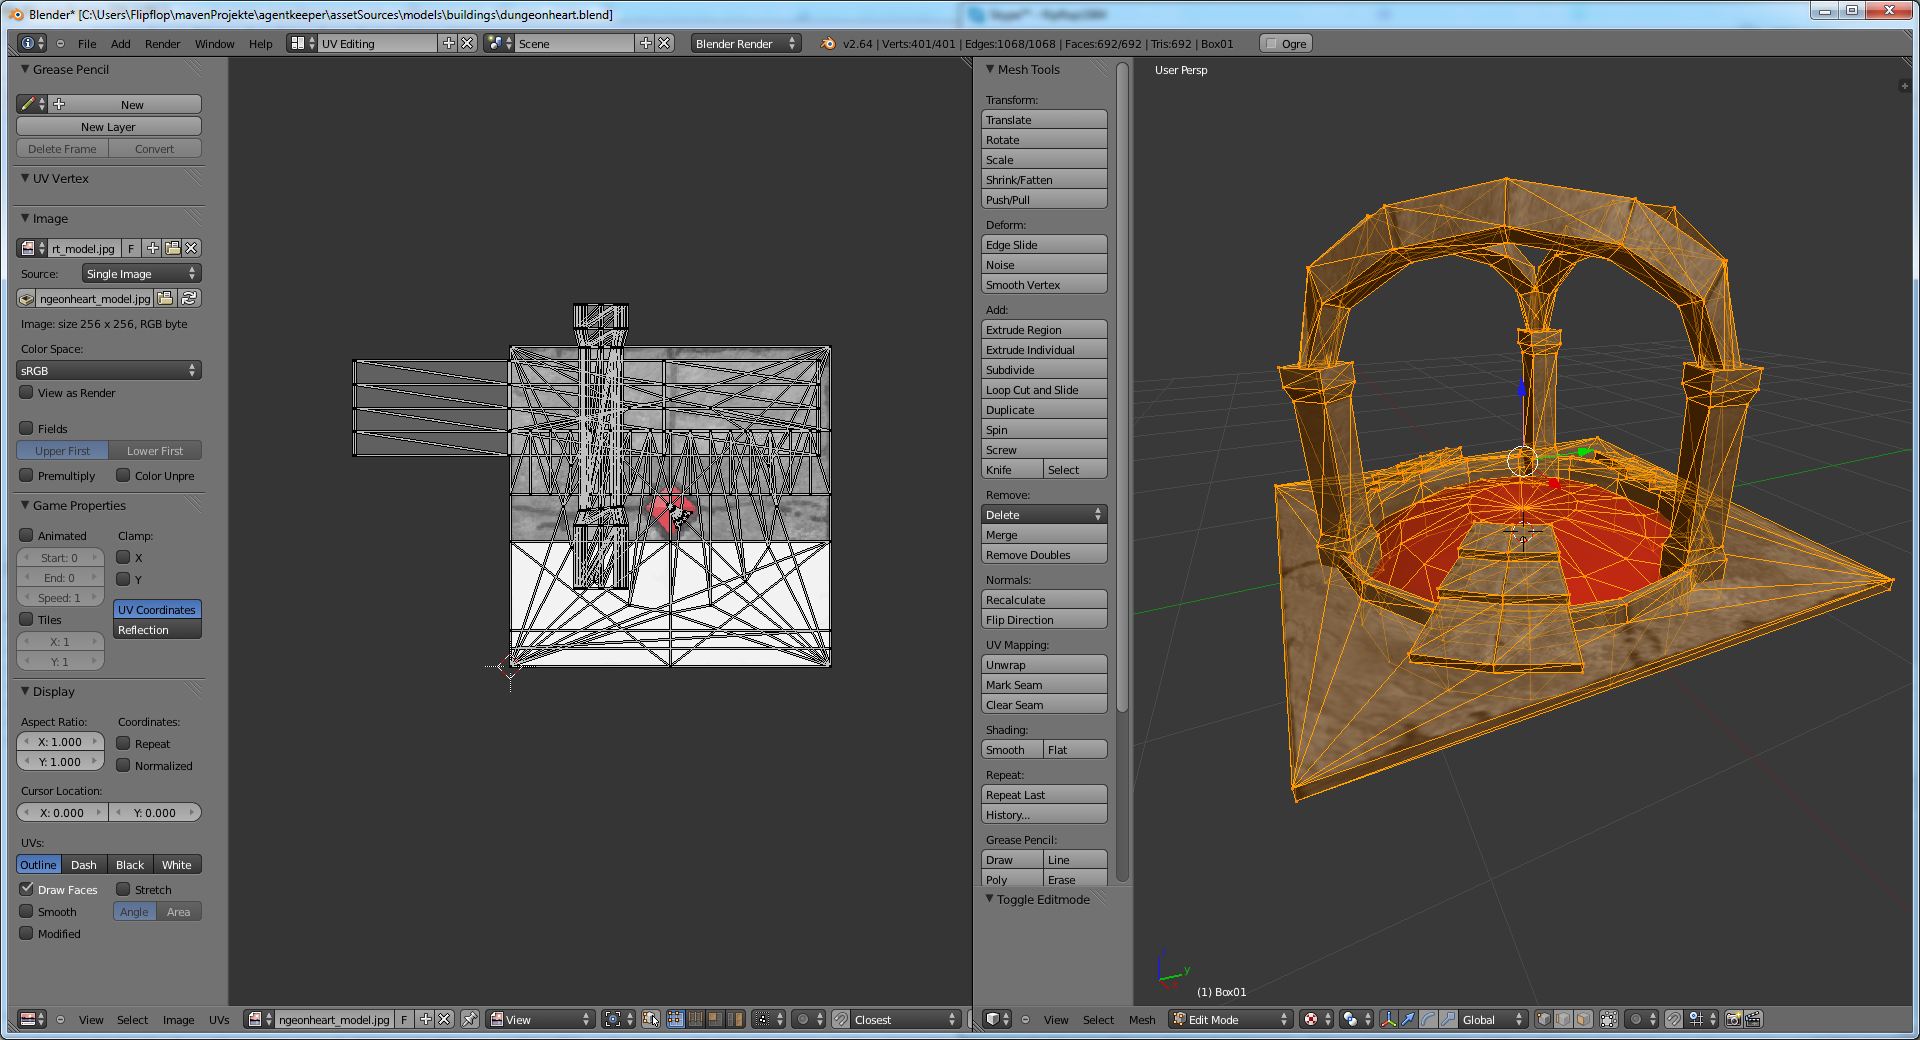 Blender* [C:\Users\Flipflop\mavenProjekte\agentkeeper\assetSources\models\buildings\dungeonheart.blend]
File Add Render Window Help UV Editing Scene Blender Render v2.64 | Verts:401/401 | Edges:1068/1068 | Faces:692/692 | Tris:692 | Box01 Ogre
Grease Pencil
New
New Layer
Delete Frame Convert
UV Vertex
Image
rt_model.jpg F
Source: Single Image
ngeonheart_model.jpg
Image: size 256 x 256, RGB byte
Color Space:
sRGB
View as Render
Fields
Upper First Lower First
Premultiply Color Unpre
Game Properties
Animated Clamp:
Start: 0 X
End: 0 Y
Speed: 1
Tiles UV Coordinates
X: 1 Reflection
Y: 1
Display
Aspect Ratio: Coordinates:
X: 1.000 Repeat
Y: 1.000 Normalized
Cursor Location:
X: 0.000 Y: 0.000
UVs:
Outline Dash Black White
Draw Faces Stretch
Smooth Angle Area
Modified
View Select Image UVs ngeonheart_model.jpg F View Closest
Mesh Tools
Transform:
Translate
Rotate
Scale
Shrink/Fatten
Push/Pull
Deform:
Edge Slide
Noise
Smooth Vertex
Add:
Extrude Region
Extrude Individual
Subdivide
Loop Cut and Slide
Duplicate
Spin
Screw
Knife Select
Remove:
Delete
Merge
Remove Doubles
Normals:
Recalculate
Flip Direction
UV Mapping:
Unwrap
Mark Seam
Clear Seam
Shading:
Smooth Flat
Repeat:
Repeat Last
History...
Grease Pencil:
Draw Line
Poly Erase
Toggle Editmode
User Persp
y
(1) Box01
View Select Mesh Edit Mode Global